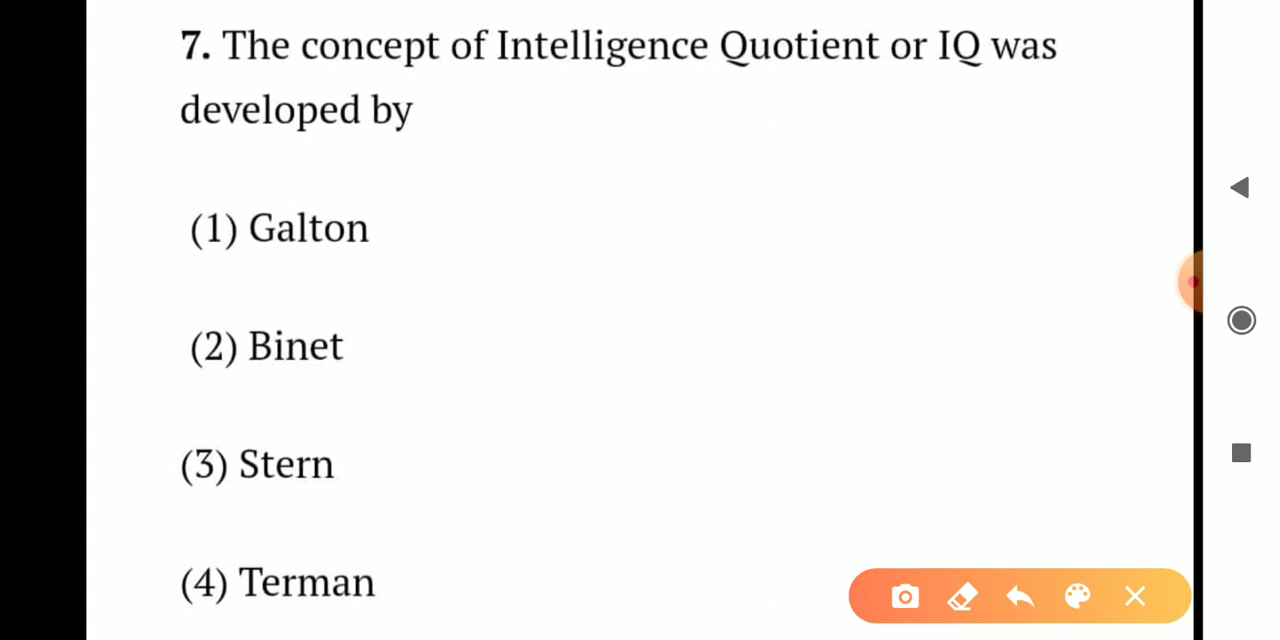 7. The concept of Intelligence Quotient or IQ was
developed by
(1) Galton
(2) Binet
(3) Stern
(4) Terman